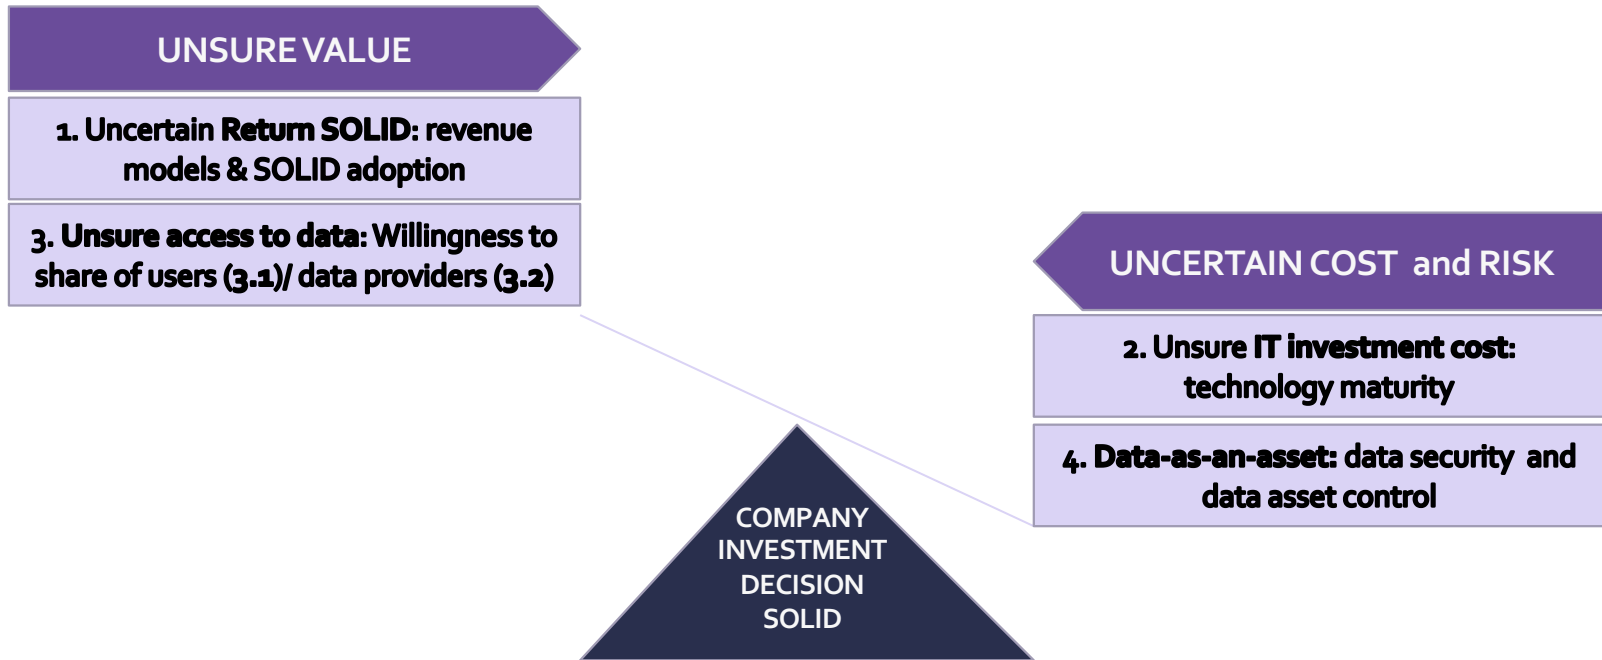 UNSURE VALUE
1. Uncertain Return SOLID: revenue
models & SOLID adoption
3. Unsure access to data: Willingness to
share of users (3.1)/ data providers (3.2)
UNCERTAIN COST and RISK
2. Unsure IT investment cost:
technology maturity
4. Data-as-an-asset: data security and
data asset control
COMPANY
INVESTMENT
DECISION
SOLID